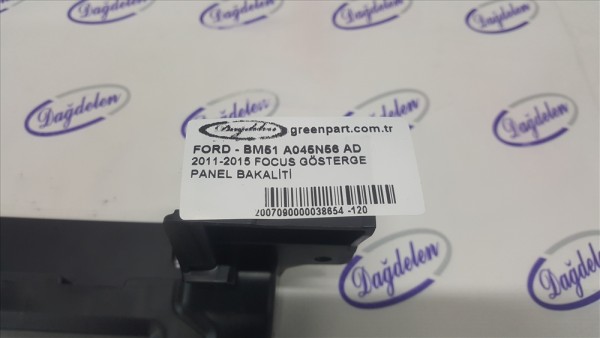 Dağdelen
Dağdelen
Dağdelen
Dağdelen
Dağdelen
greenpart.com.tr
FORD - BM51 A045N56 AD
2011-2015 FOCUS GÖSTERGE
PANEL BAKALİTİ
2007090000038654 -120
Dağdelen
Dağdelen